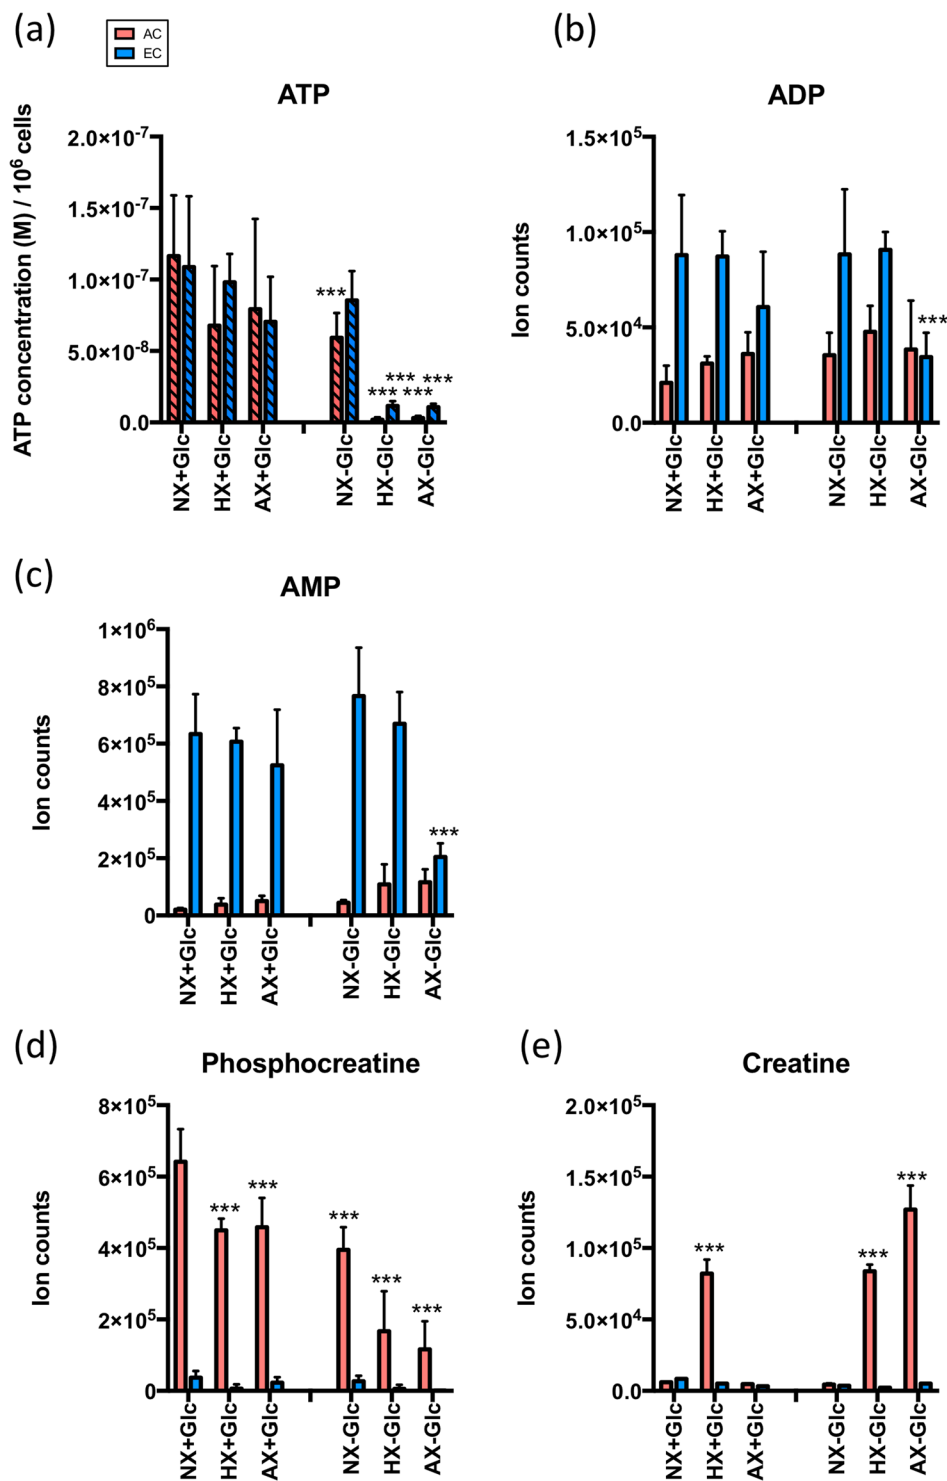 (a)
AC
EC
ATP
ATP concentration (M) / 10⁶ cells
2.0×10⁻⁷
1.5×10⁻⁷
1.0×10⁻⁷
5.0×10⁻⁸
0.0
***
***
***
***
***
NX+Glc
HX+Glc
AX+Glc
NX-Glc
HX-Glc
AX-Glc
(b)
ADP
Ion counts
1.5×10⁵
1.0×10⁵
5.0×10⁴
0.0
***
NX+Glc
HX+Glc
AX+Glc
NX-Glc
HX-Glc
AX-Glc
(c)
AMP
Ion counts
1×10⁶
8×10⁵
6×10⁵
4×10⁵
2×10⁵
0
***
NX+Glc
HX+Glc
AX+Glc
NX-Glc
HX-Glc
AX-Glc
(d)
Phosphocreatine
Ion counts
8×10⁵
6×10⁵
4×10⁵
2×10⁵
0
***
***
***
***
***
NX+Glc
HX+Glc
AX+Glc
NX-Glc
HX-Glc
AX-Glc
(e)
Creatine
Ion counts
2.0×10⁵
1.5×10⁵
1.0×10⁵
5.0×10⁴
0.0
***
***
***
NX+Glc
HX+Glc
AX+Glc
NX-Glc
HX-Glc
AX-Glc